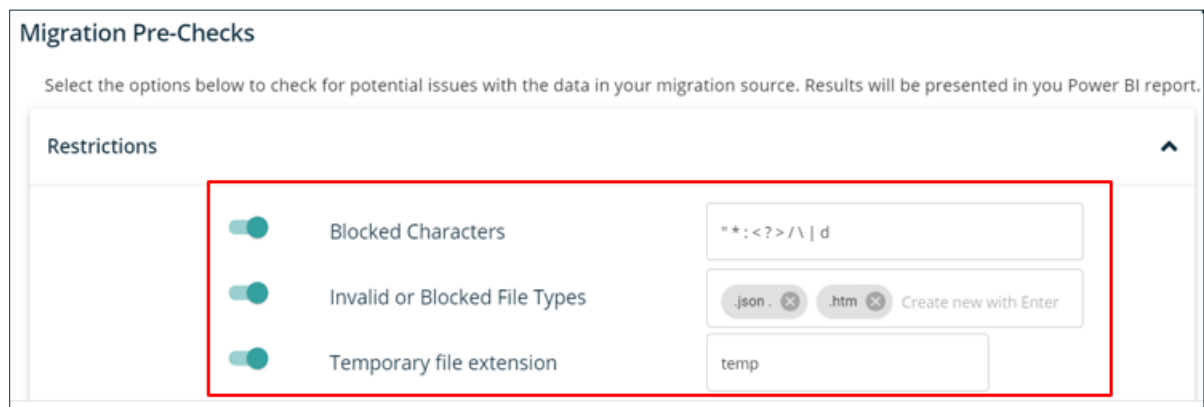 Migration Pre-Checks
Select the options below to check for potential issues with the data in your migration source. Results will be presented in you Power BI report.
Restrictions
Blocked Characters
" * : < ? > / \ | d
Invalid or Blocked File Types
.json .
.htm
Create new with Enter
Temporary file extension
temp